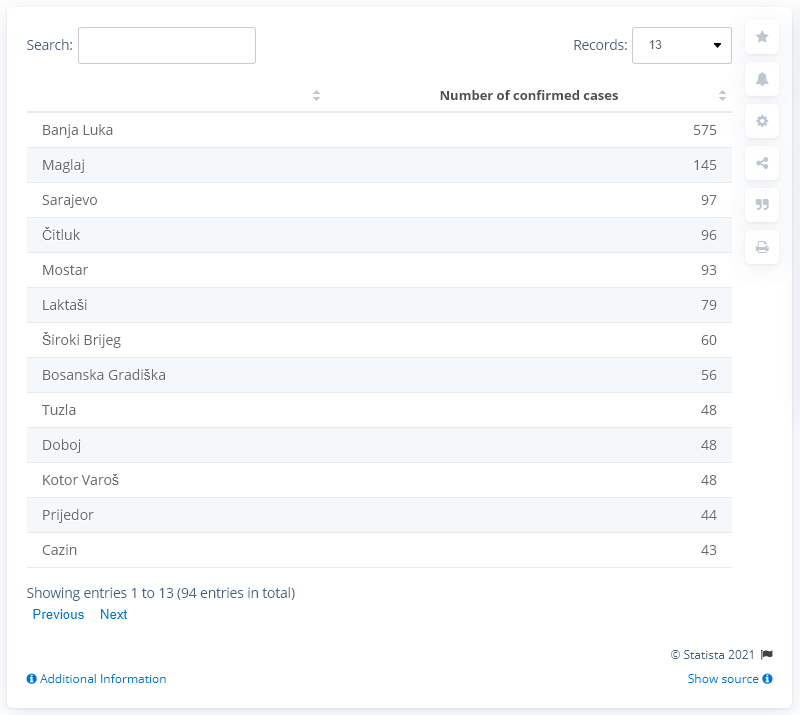 Search: Records: 13
Number of confirmed cases
Banja Luka 575
Maglaj 145
Sarajevo 97
Čitluk 96
Mostar 93
Laktaši 79
Široki Brijeg 60
Bosanska Gradiška 56
Tuzla 48
Doboj 48
Kotor Varoš 48
Prijedor 44
Cazin 43
Showing entries 1 to 13 (94 entries in total)
Previous Next
© Statista 2021
Additional Information Show source